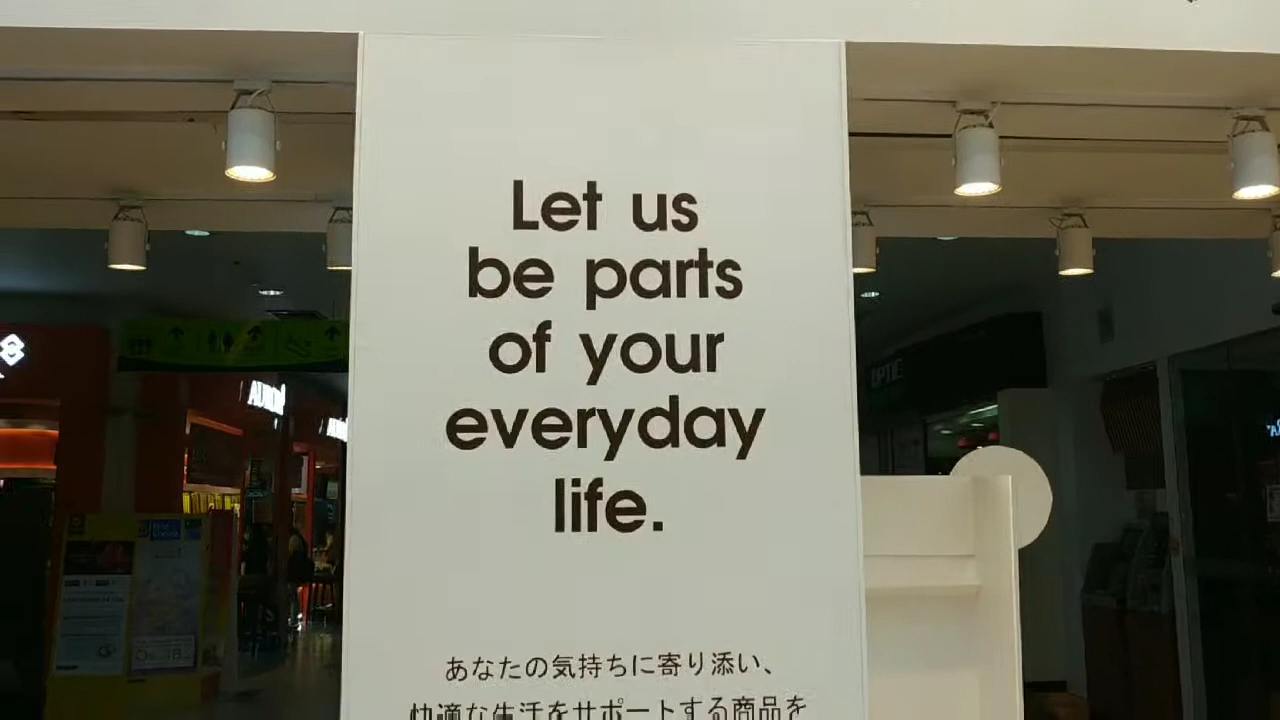 Let us
be parts
of your
everyday
life.
あなたの気持ちに寄り添い、
快適な生活をサポートする商品を
OPTIE